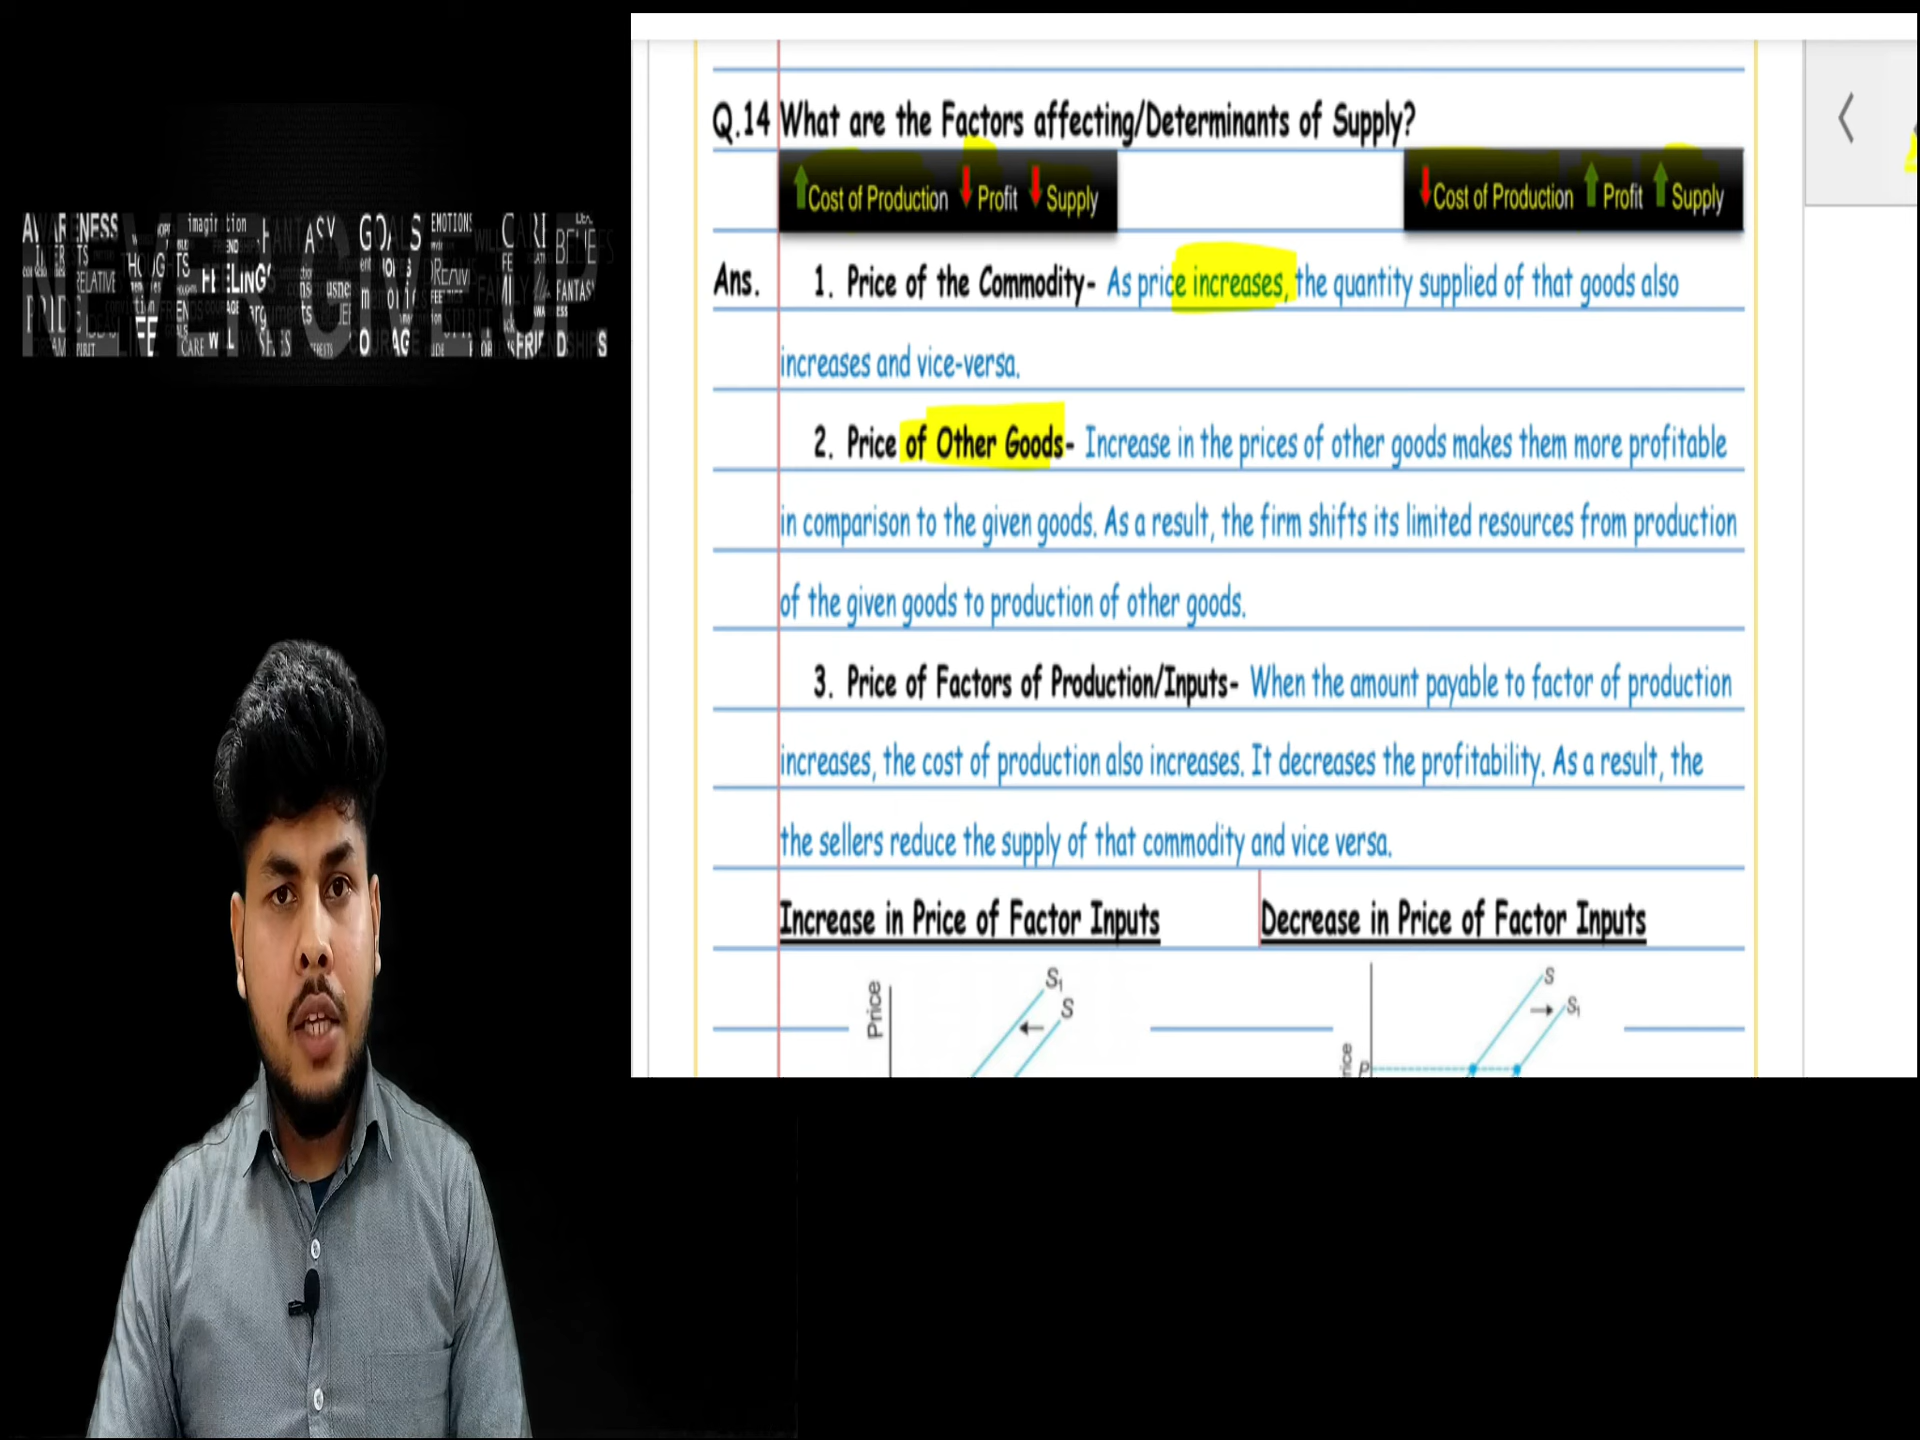 Q.14 What are the Factors affecting/Determinants of Supply?
Cost of Production Profit Supply
Cost of Production Profit Supply
Ans. 1. Price of the Commodity- As price increases, the quantity supplied of that goods also
increases and vice-versa.
2. Price of Other Goods- Increase in the prices of other goods makes them more profitable
in comparison to the given goods. As a result, the firm shifts its limited resources from production
of the given goods to production of other goods.
3. Price of Factors of Production/Inputs- When the amount payable to factor of production
increases, the cost of production also increases. It decreases the profitability. As a result, the
the sellers reduce the supply of that commodity and vice versa.
Increase in Price of Factor Inputs
Decrease in Price of Factor Inputs
Price
S₁
S
S
S₁
P
NEVER GIVE UP